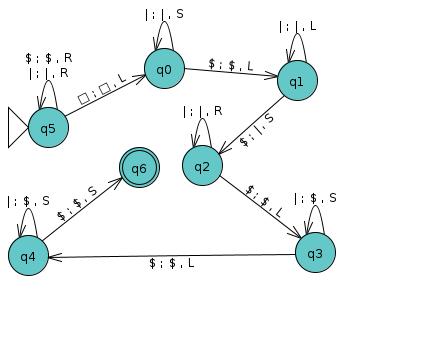 | ; |, S
$ ; $, R
| ; |, R
□ ; □, L
q0
$ ; $, L
| ; |, L
q1
q5
| ; |, R
$ ; |, S
q6
q2
| ; $, S
$ ; $, S
$ ; $, L
| ; $, S
q4
$ ; $, L
q3